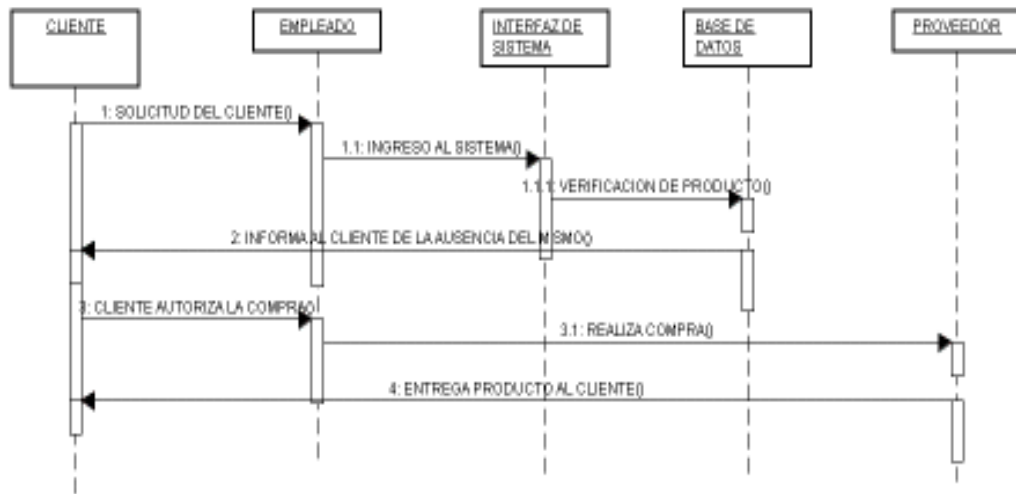 CLIENTE
EMPLEADO
INTERFAZ DE
SISTEMA
BASE DE
DATOS
PROVEEDOR
1: SOLICITUD DEL CLIENTE()
1.1: INGRESO AL SISTEMA()
1.1.1: VERIFICACION DE PRODUCTO()
2: INFORMA AL CLIENTE DE LA AUSENCIA DEL MISMO()
3: CLIENTE AUTORIZA LA COMPRA()
3.1: REALIZA COMPRA()
4: ENTREGA PRODUCTO AL CLIENTE()